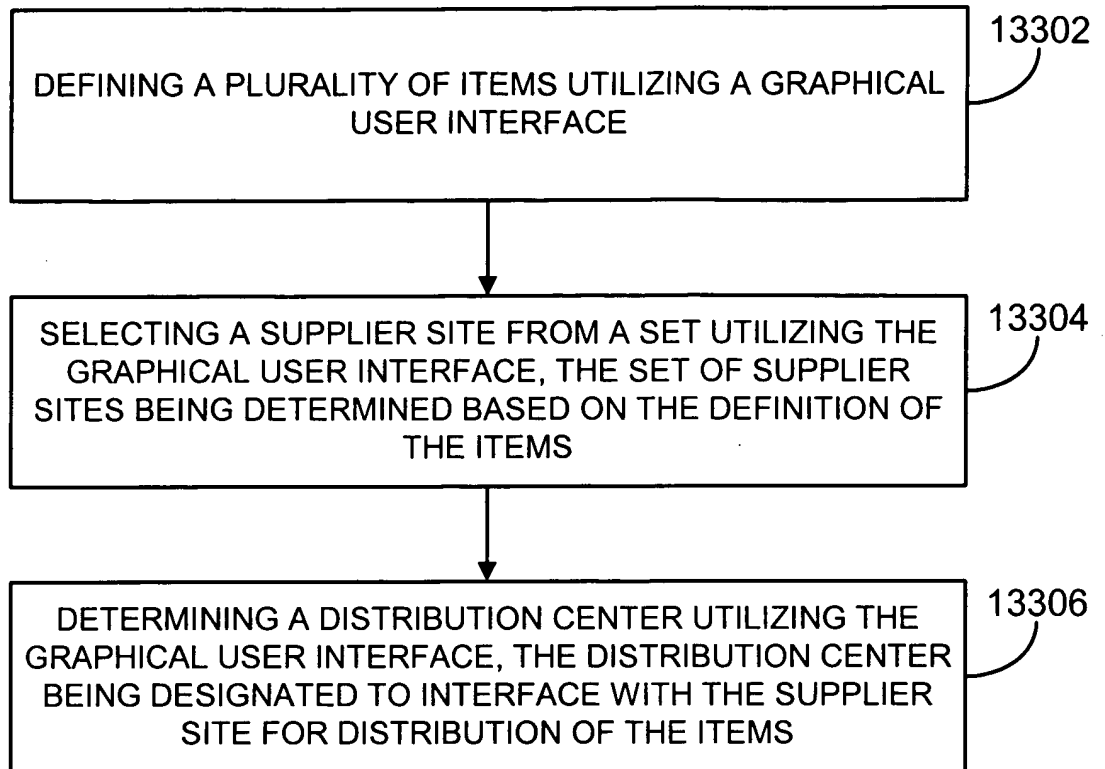 13302
DEFINING A PLURALITY OF ITEMS UTILIZING A GRAPHICAL
USER INTERFACE
13304
SELECTING A SUPPLIER SITE FROM A SET UTILIZING THE
GRAPHICAL USER INTERFACE, THE SET OF SUPPLIER
SITES BEING DETERMINED BASED ON THE DEFINITION OF
THE ITEMS
13306
DETERMINING A DISTRIBUTION CENTER UTILIZING THE
GRAPHICAL USER INTERFACE, THE DISTRIBUTION CENTER
BEING DESIGNATED TO INTERFACE WITH THE SUPPLIER
SITE FOR DISTRIBUTION OF THE ITEMS